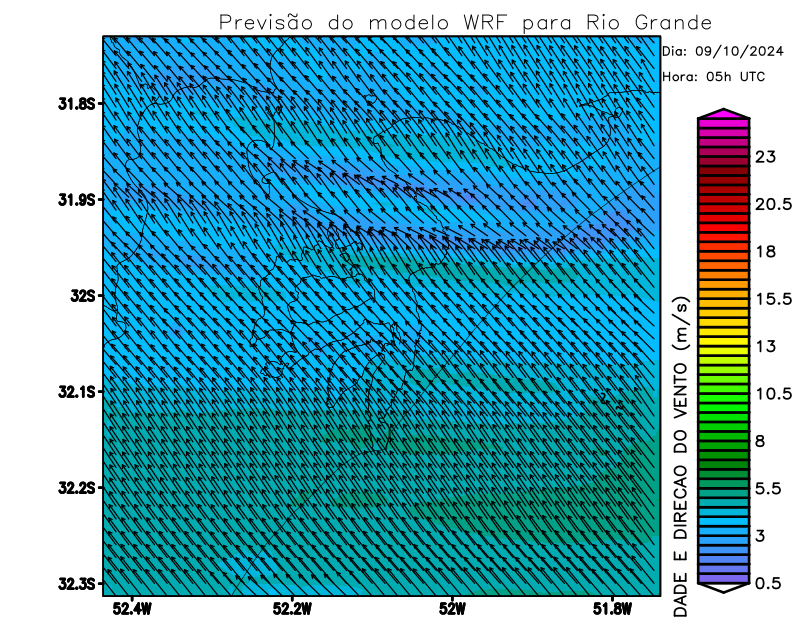 Previsão do modelo WRF para Rio Grande
Dia: 09/10/2024
Hora: 05h UTC
31.8S
31.9S
32S
32.1S
32.2S
32.3S
52.4W
52.2W
52W
51.8W
23
20.5
18
15.5
13
10.5
8
5.5
3
0.5
DADE E DIRECAO DO VENTO (m/s)